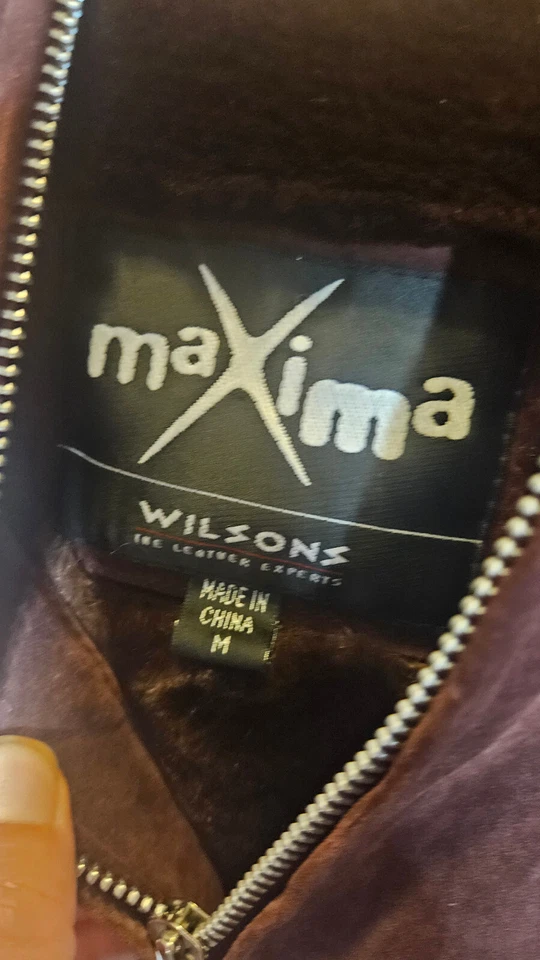 maXima
WILSONS
THE LEATHER EXPERTS
MADE IN
CHINA
M